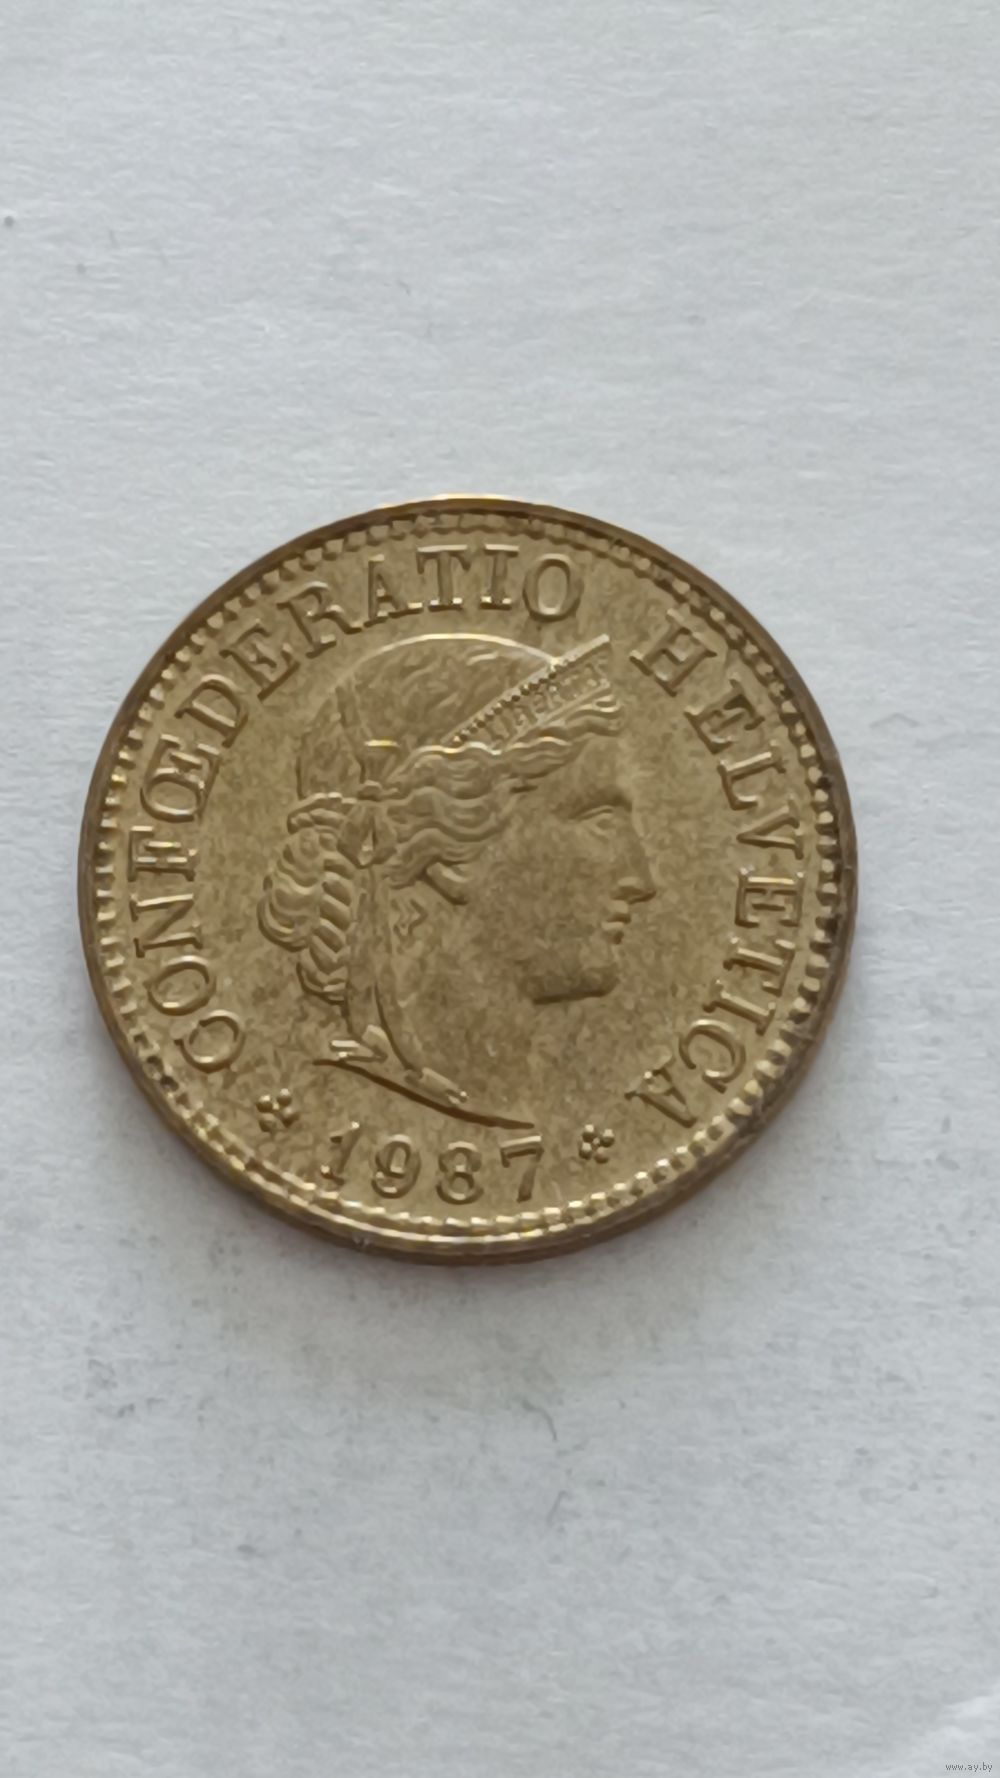 CONFŒDERATIO HELVETICA
LIBERTAS
1987
www.ay.by